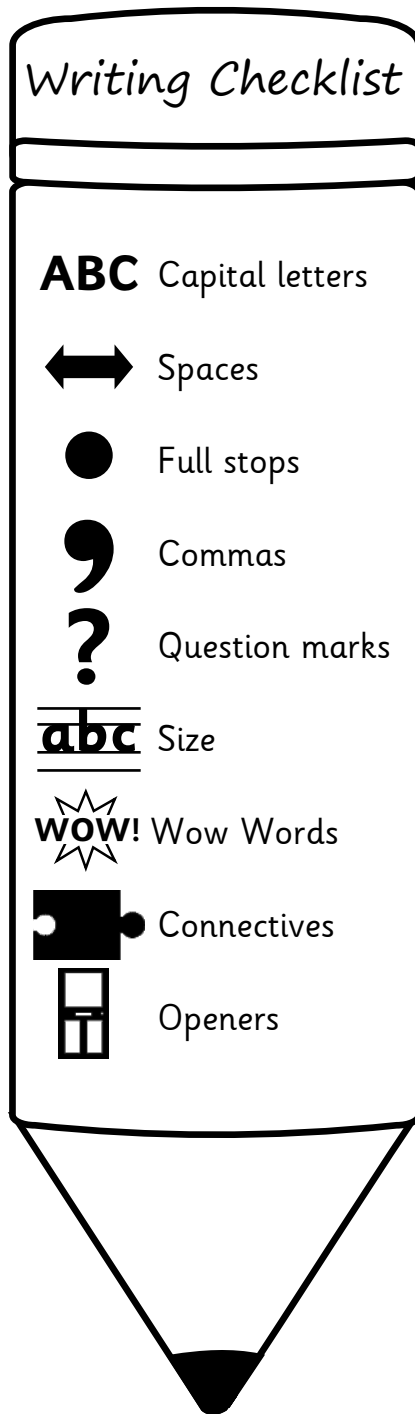 Writing Checklist
ABC Capital letters
Spaces
Full stops
, Commas
? Question marks
abc Size
WOW! Wow Words
Connectives
Openers